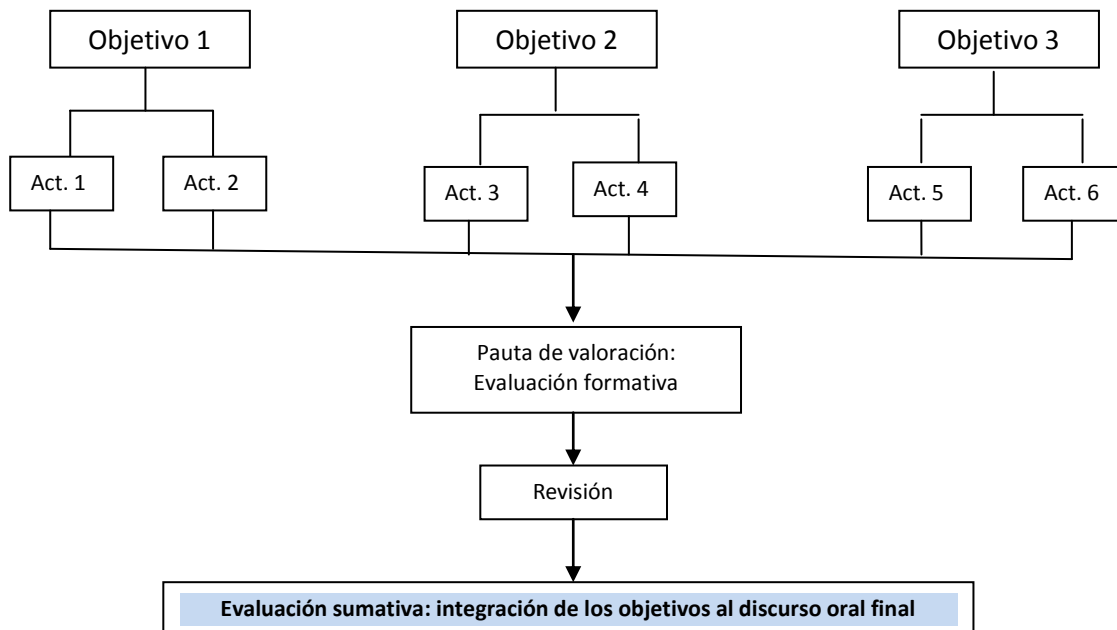 Objetivo 1
Objetivo 2
Objetivo 3
Act. 1
Act. 2
Act. 3
Act. 4
Act. 5
Act. 6
Pauta de valoración:
Evaluación formativa
Revisión
Evaluación sumativa: integración de los objetivos al discurso oral final